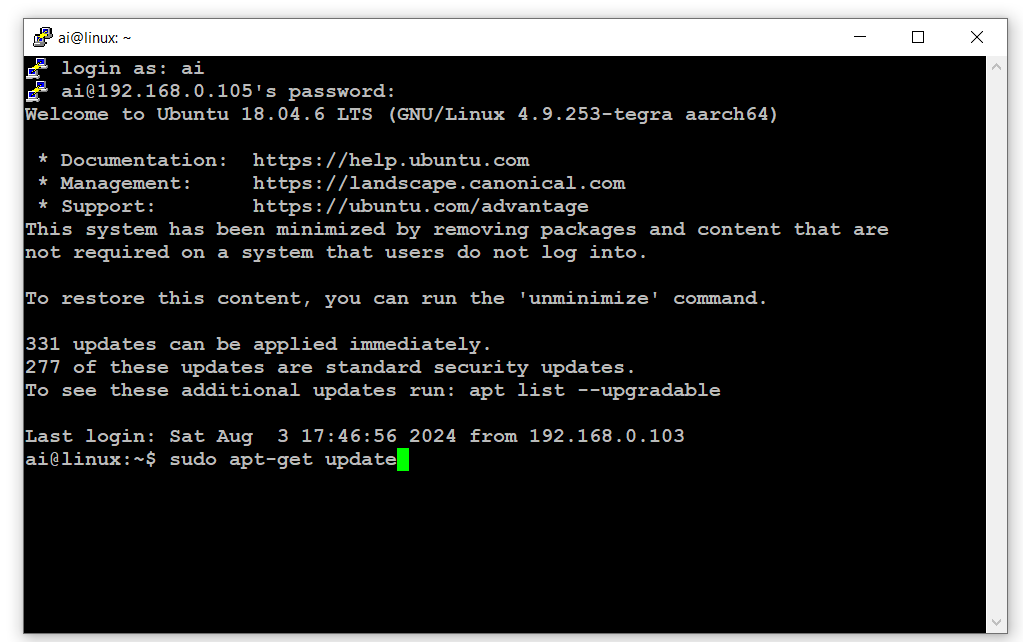 ai@linux: ~
login as: ai
ai@192.168.0.105's password:
Welcome to Ubuntu 18.04.6 LTS (GNU/Linux 4.9.253-tegra aarch64)

 * Documentation:  https://help.ubuntu.com
 * Management:     https://landscape.canonical.com
 * Support:        https://ubuntu.com/advantage
This system has been minimized by removing packages and content that are
not required on a system that users do not log into.

To restore this content, you can run the 'unminimize' command.

331 updates can be applied immediately.
277 of these updates are standard security updates.
To see these additional updates run: apt list --upgradable

Last login: Sat Aug  3 17:46:56 2024 from 192.168.0.103
ai@linux:~$ sudo apt-get update